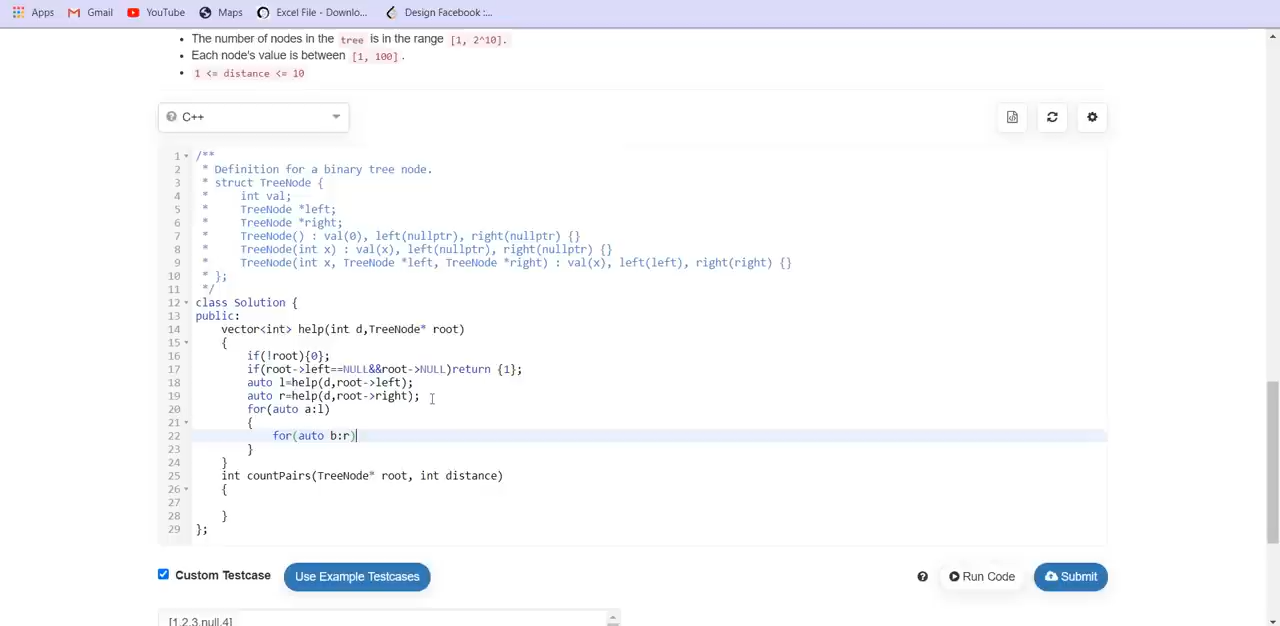 Apps Gmail YouTube Maps Excel File - Downlo... Design Facebook :...
• The number of nodes in the tree is in the range [1, 2^10].
• Each node's value is between [1, 100] .
• 1 <= distance <= 10
C++
1 /**
2 * Definition for a binary tree node.
3 * struct TreeNode {
4 *     int val;
5 *     TreeNode *left;
6 *     TreeNode *right;
7 *     TreeNode() : val(0), left(nullptr), right(nullptr) {}
8 *     TreeNode(int x) : val(x), left(nullptr), right(nullptr) {}
9 *     TreeNode(int x, TreeNode *left, TreeNode *right) : val(x), left(left), right(right) {}
10 * };
11 */
12 class Solution {
13 public:
14     vector<int> help(int d,TreeNode* root)
15     {
16         if(!root){0};
17         if(root->left==NULL&&root->NULL)return {1};
18         auto l=help(d,root->left);
19         auto r=help(d,root->right);
20         for(auto a:l)
21         {
22             for(auto b:r)
23         }
24     }
25     int countPairs(TreeNode* root, int distance)
26     {
27
28     }
29 };
Custom Testcase Use Example Testcases Run Code Submit
[1,2,3,null,4]